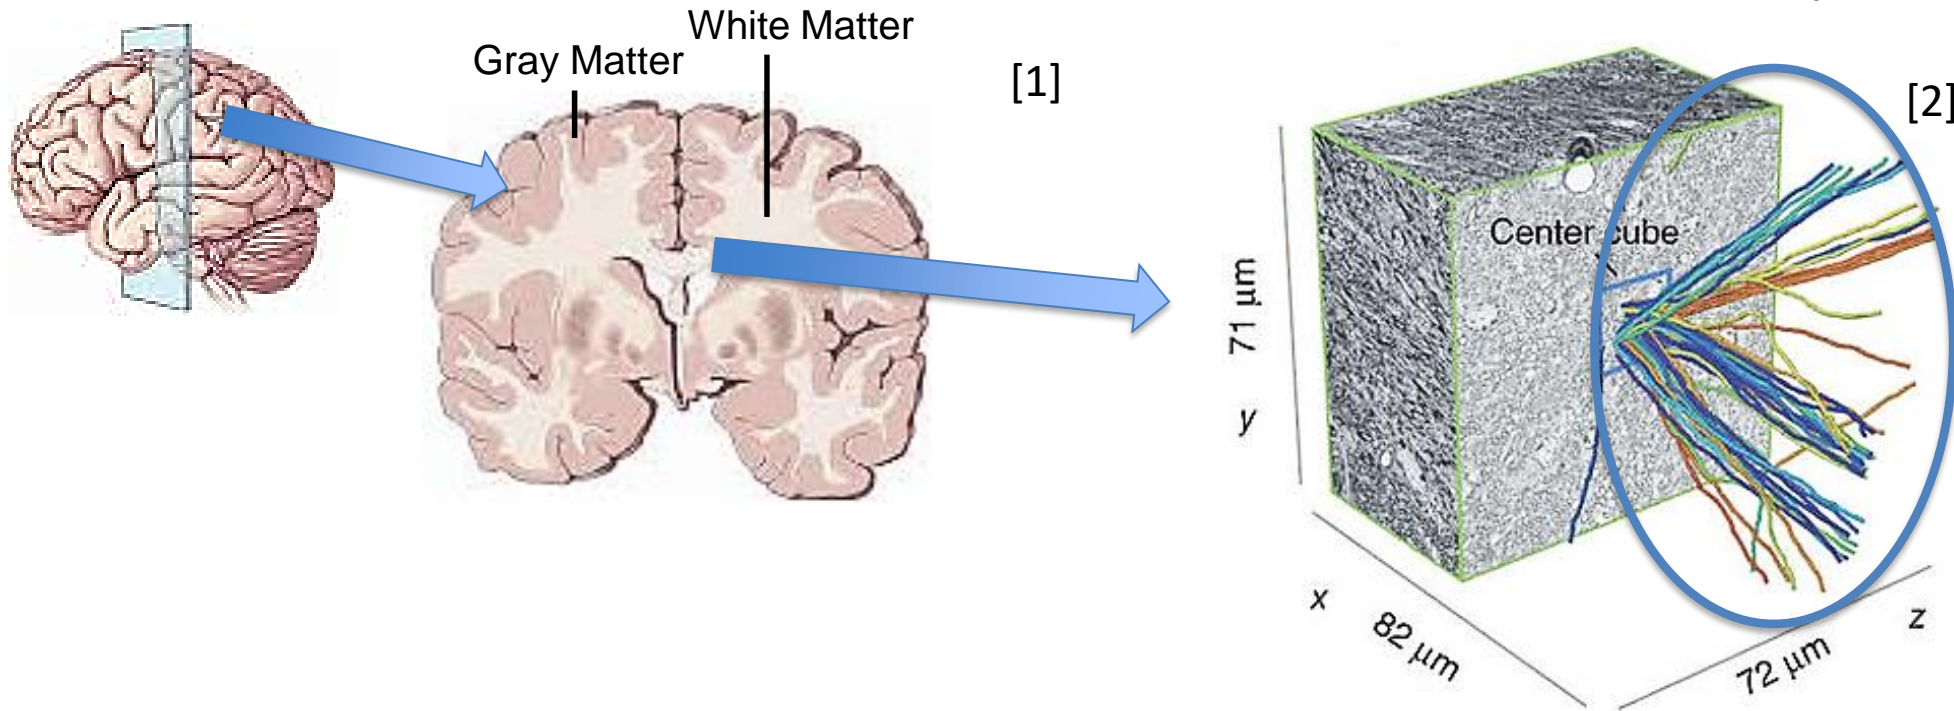 White Matter
Gray Matter
[1]
[2]
Center cube
71 μm
y
x
82 μm
72 μm
z